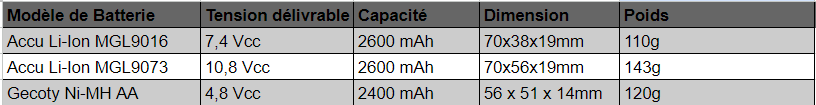 Modèle de Batterie Tension délivrable Capacité Dimension Poids
Accu Li-Ion MGL9016 7,4 Vcc 2600 mAh 70x38x19mm 110g
Accu Li-Ion MGL9073 10,8 Vcc 2600 mAh 70x56x19mm 143g
Gecoty Ni-MH AA 4,8 Vcc 2400 mAh 56 x 51 x 14mm 120g